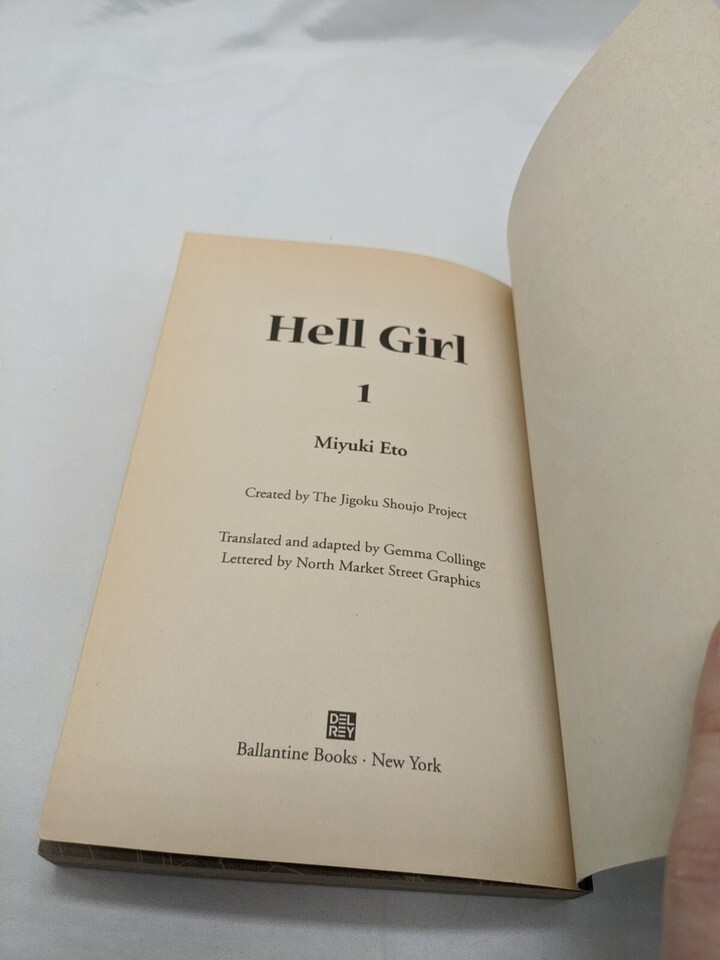 Hell Girl
1
Miyuki Eto
Created by The Jigoku Shoujo Project
Translated and adapted by Gemma Collinge
Lettered by North Market Street Graphics
DEL
REY
Ballantine Books · New York